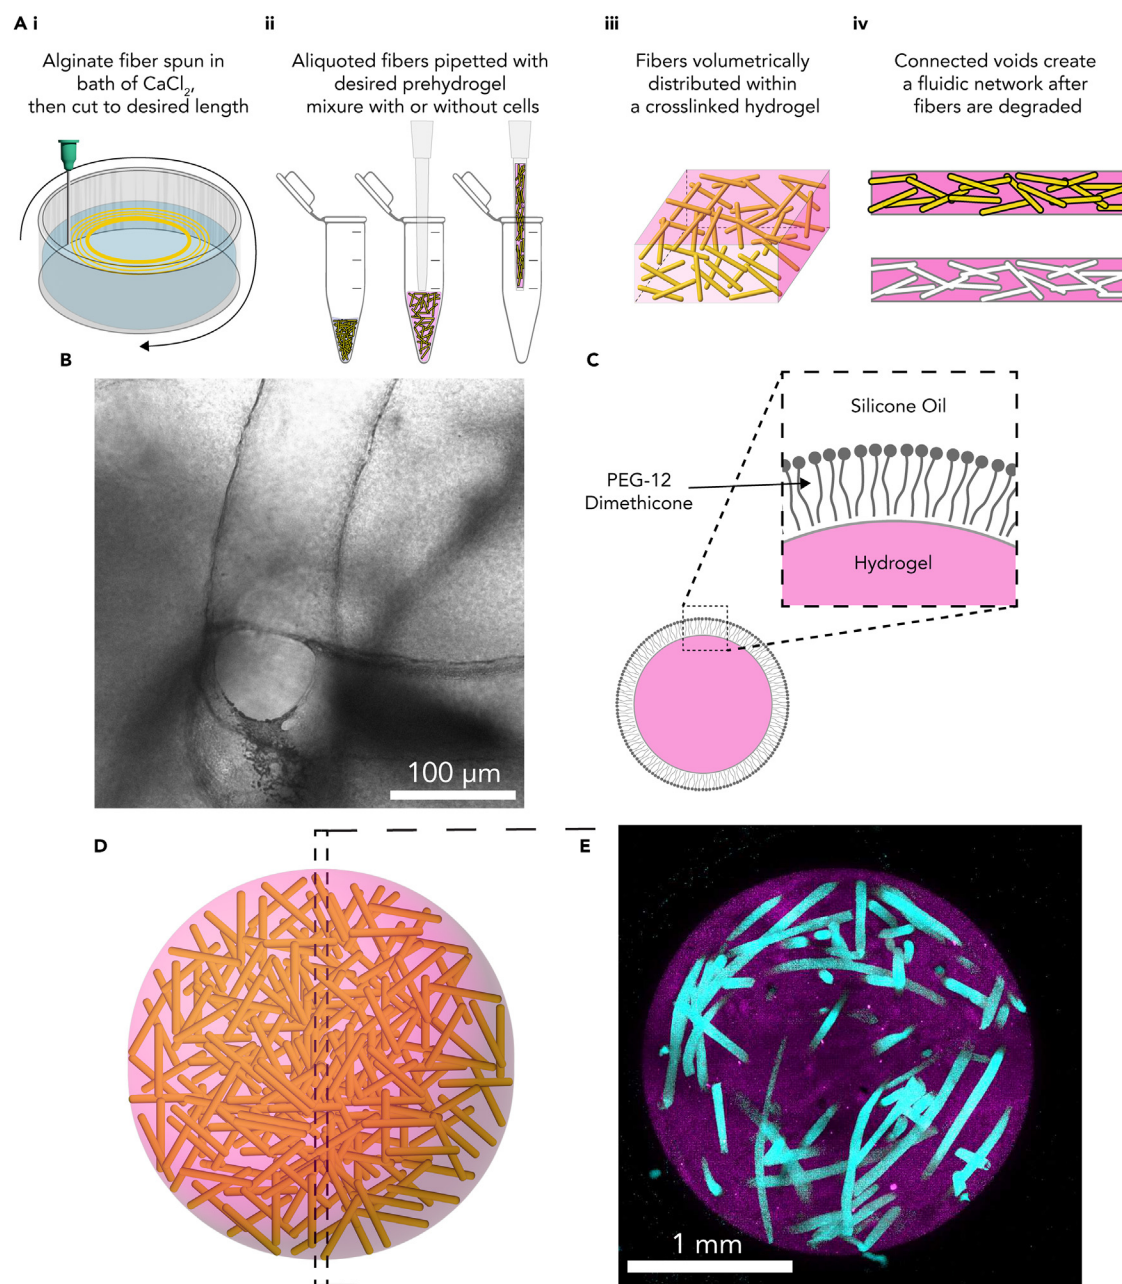 A i
Alginate fiber spun in
bath of CaCl₂,
then cut to desired length
ii
Aliquoted fibers pipetted with
desired prehydrogel
mixture with or without cells
iii
Fibers volumetrically
distributed within
a crosslinked hydrogel
iv
Connected voids create
a fluidic network after
fibers are degraded
B
100 µm
C
Silicone Oil
PEG-12
Dimethicone
Hydrogel
D
E
1 mm